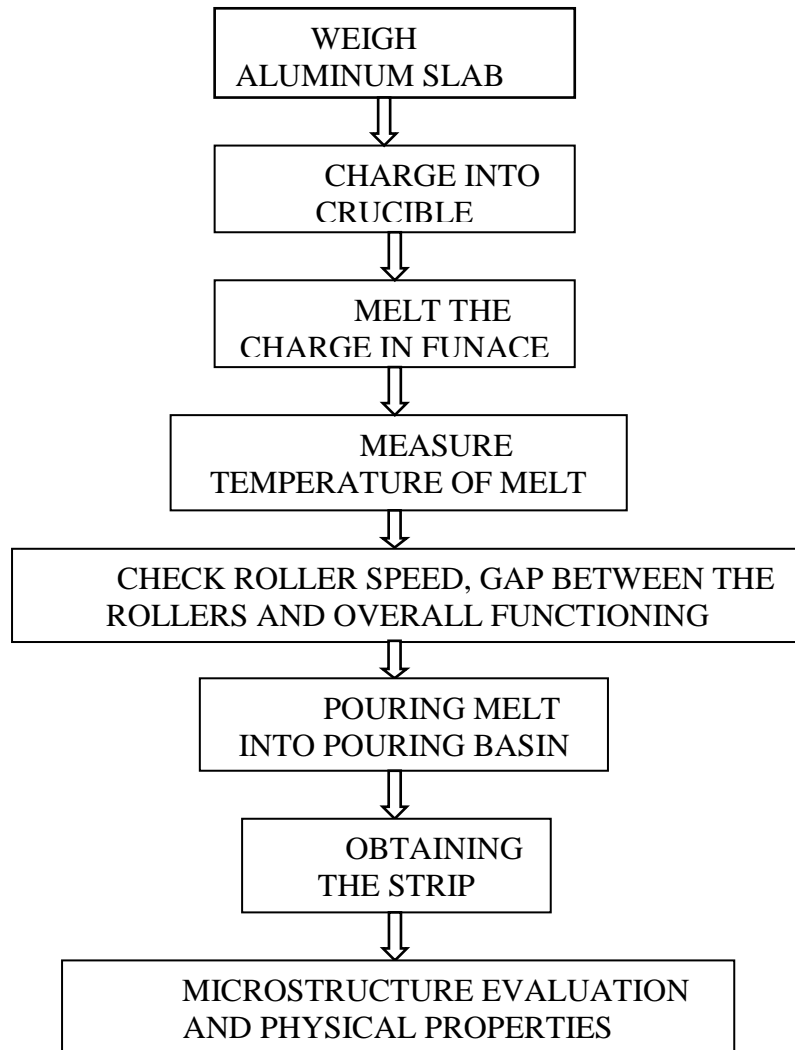 WEIGH
ALUMINUM SLAB
CHARGE INTO
CRUCIBLE
MELT THE
CHARGE IN FUNACE
MEASURE
TEMPERATURE OF MELT
CHECK ROLLER SPEED, GAP BETWEEN THE
ROLLERS AND OVERALL FUNCTIONING
POURING MELT
INTO POURING BASIN
OBTAINING
THE STRIP
MICROSTRUCTURE EVALUATION
AND PHYSICAL PROPERTIES